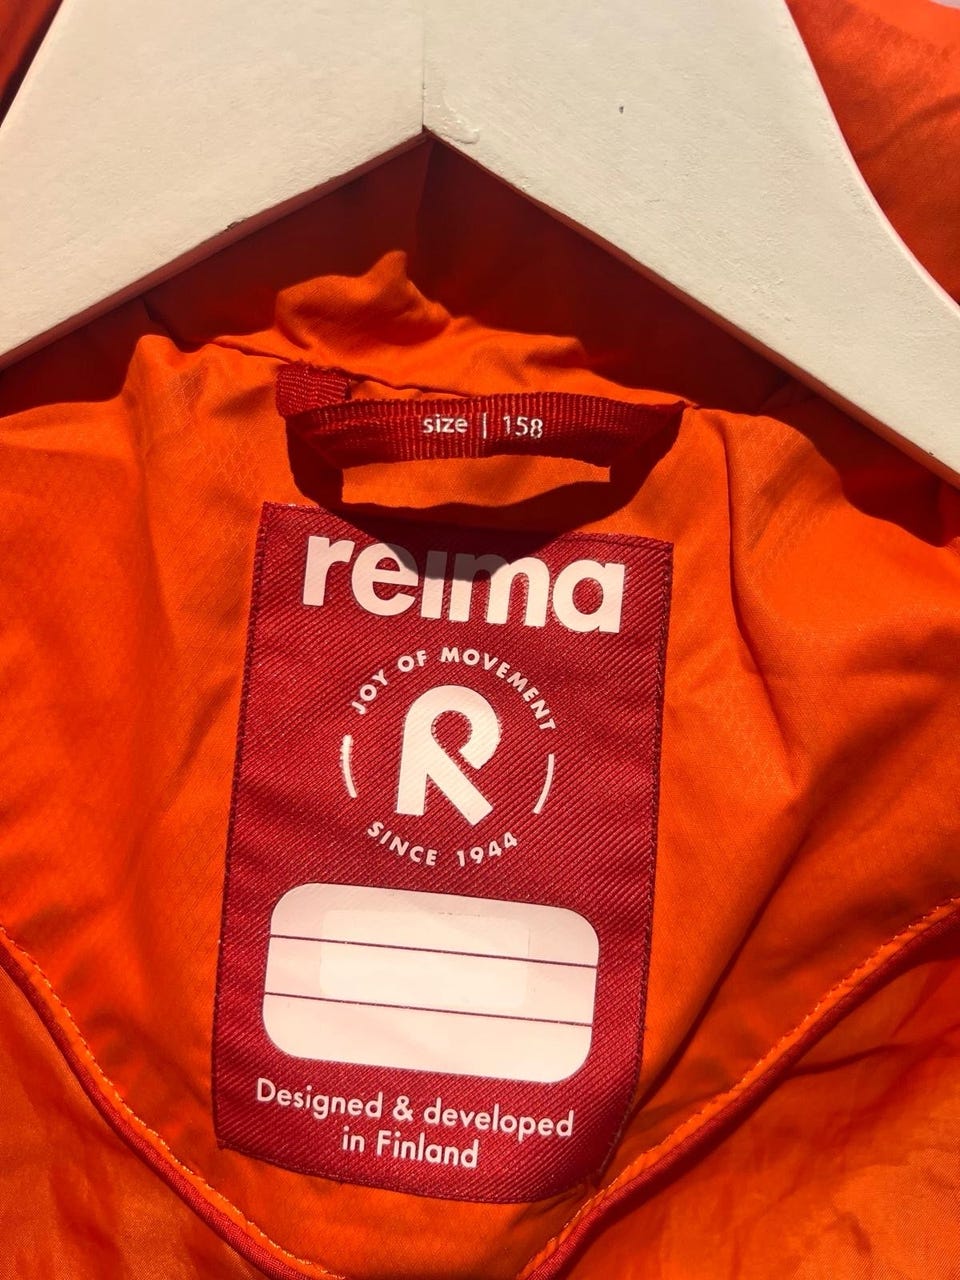 size | 158
reima
JOY OF MOVEMENT
SINCE 1944
Designed & developed
in Finland